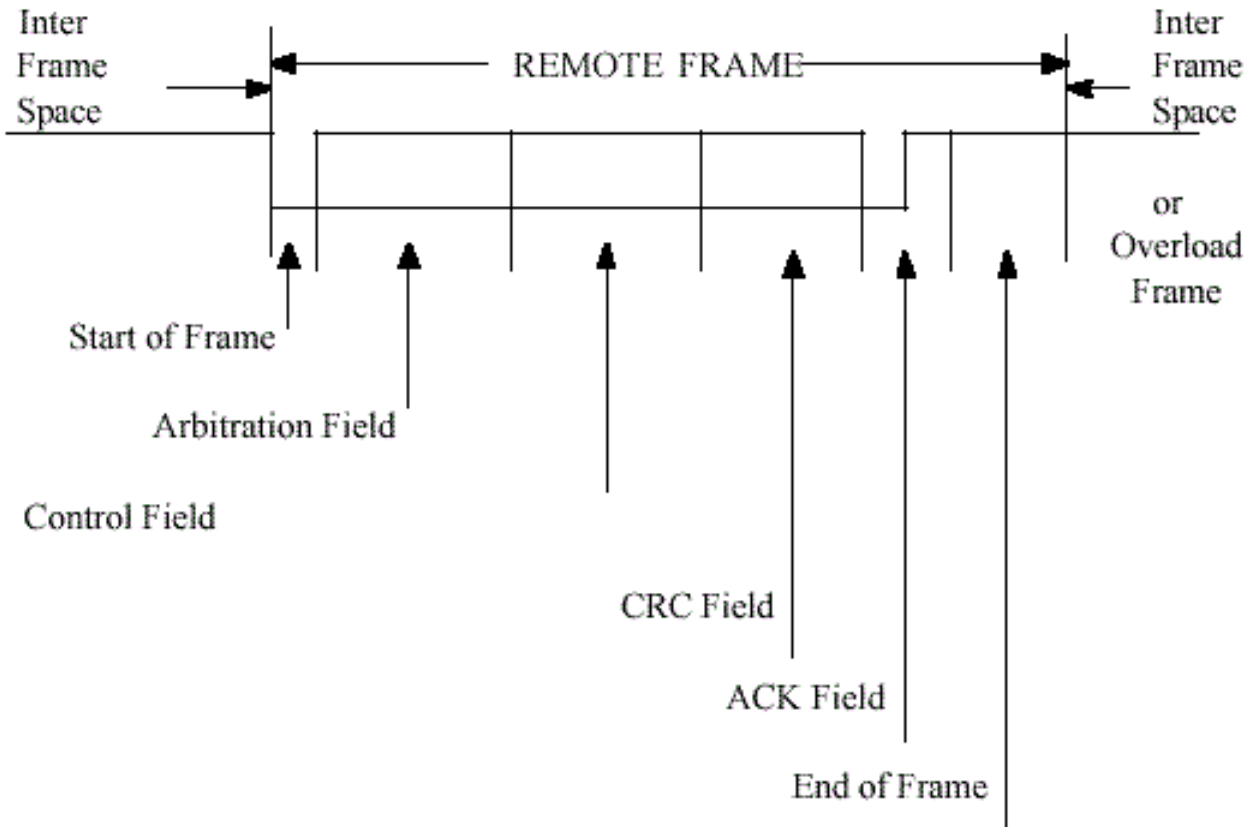 Inter
Frame
Space
REMOTE FRAME
Inter
Frame
Space
or
Overload
Frame
Start of Frame
Arbitration Field
Control Field
CRC Field
ACK Field
End of Frame